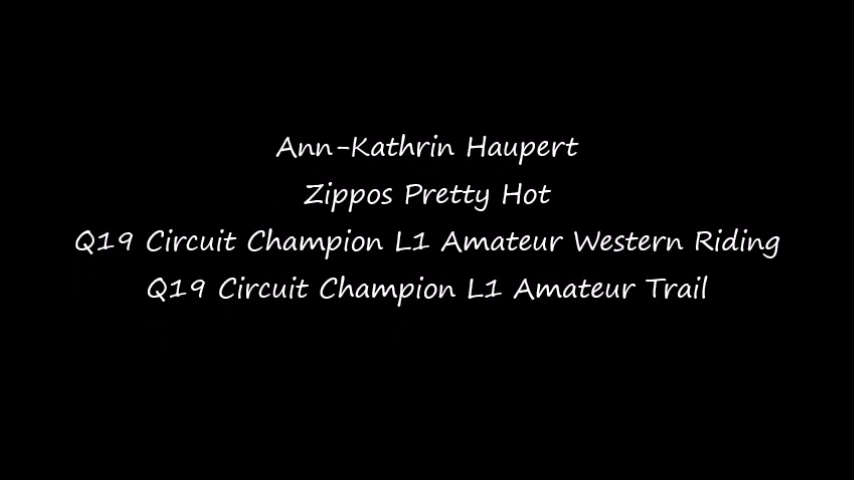 Ann-Kathrin Haupert
Zippos Pretty Hot
Q19 Circuit Champion L1 Amateur Western Riding
Q19 Circuit Champion L1 Amateur Trail